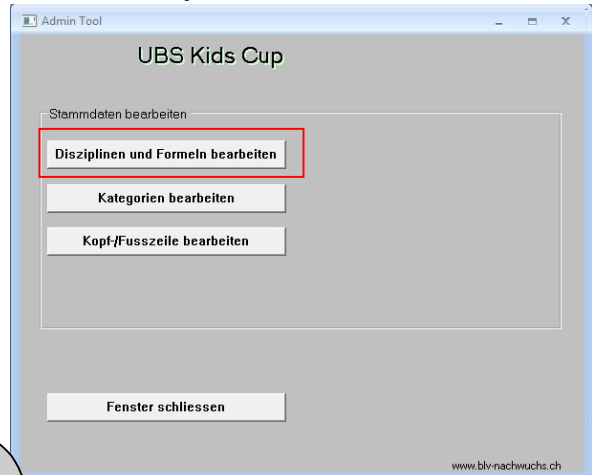 Admin Tool
UBS Kids Cup
Stammdaten bearbeiten
Disziplinen und Formeln bearbeiten
Kategorien bearbeiten
Kopf-/Fusszeile bearbeiten
Fenster schliessen
www.blv-nachwuchs.ch